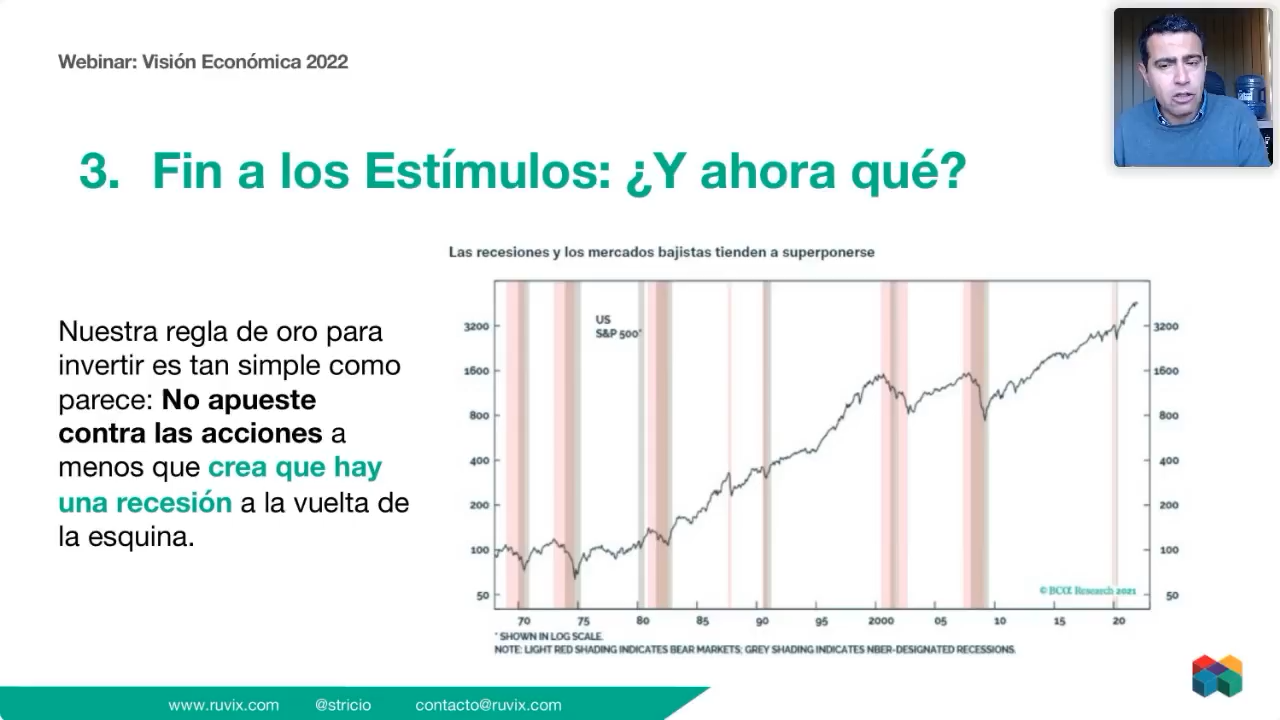 Webinar: Visión Económica 2022
3. Fin a los Estímulos: ¿Y ahora qué?
Las recesiones y los mercados bajistas tienden a superponerse
Nuestra regla de oro para
invertir es tan simple como
parece: No apueste
contra las acciones a
menos que crea que hay
una recesión a la vuelta de
la esquina.
US
S&P 500*
3200 3200
1600 1600
800 800
400 400
200 200
100 100
50 50
© BCA Research 2021
70 75 80 85 90 95 2000 05 10 15 20
* SHOWN IN LOG SCALE.
NOTE: LIGHT RED SHADING INDICATES BEAR MARKETS; GREY SHADING INDICATES NBER-DESIGNATED RECESSIONS.
www.ruvix.com @stricio contacto@ruvix.com